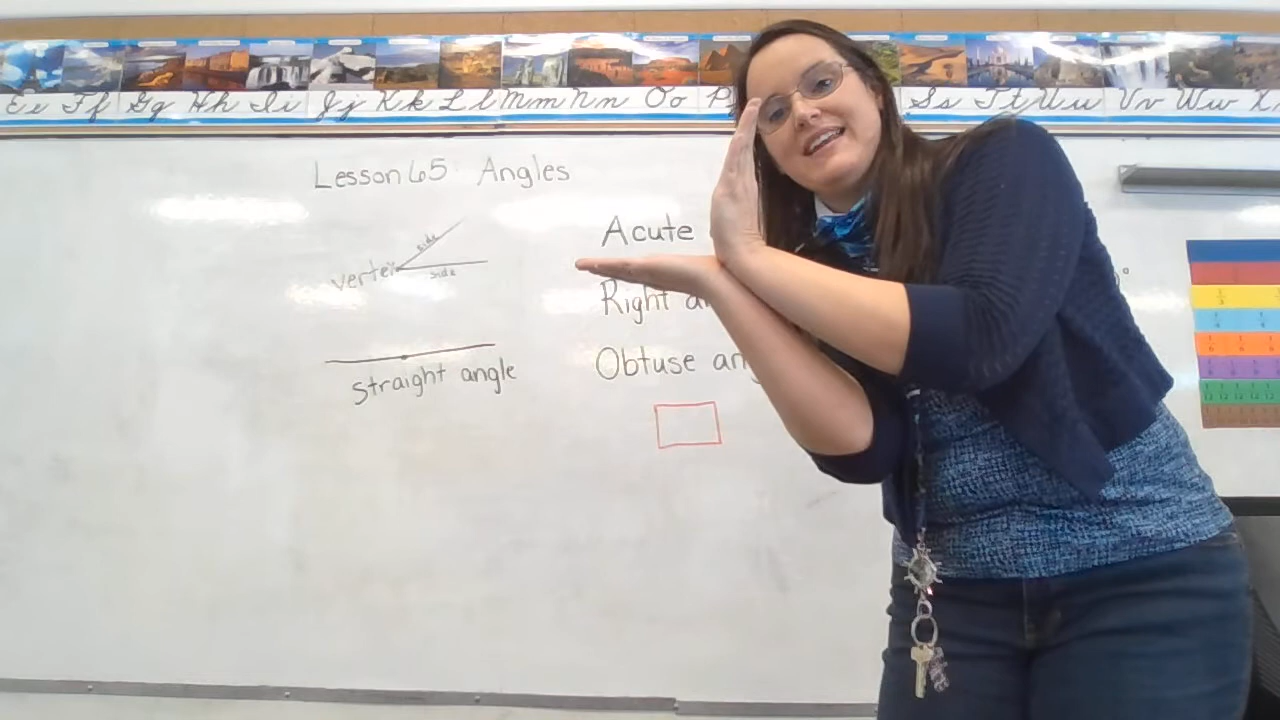 Ee Ff Gg Hh Ii Jj Kk Ll Mm Nn Oo P Ss Tt Uu Vv Ww X
Lesson 65 Angles
side
vertex
side
straight angle
Acute
Right
Obtuse